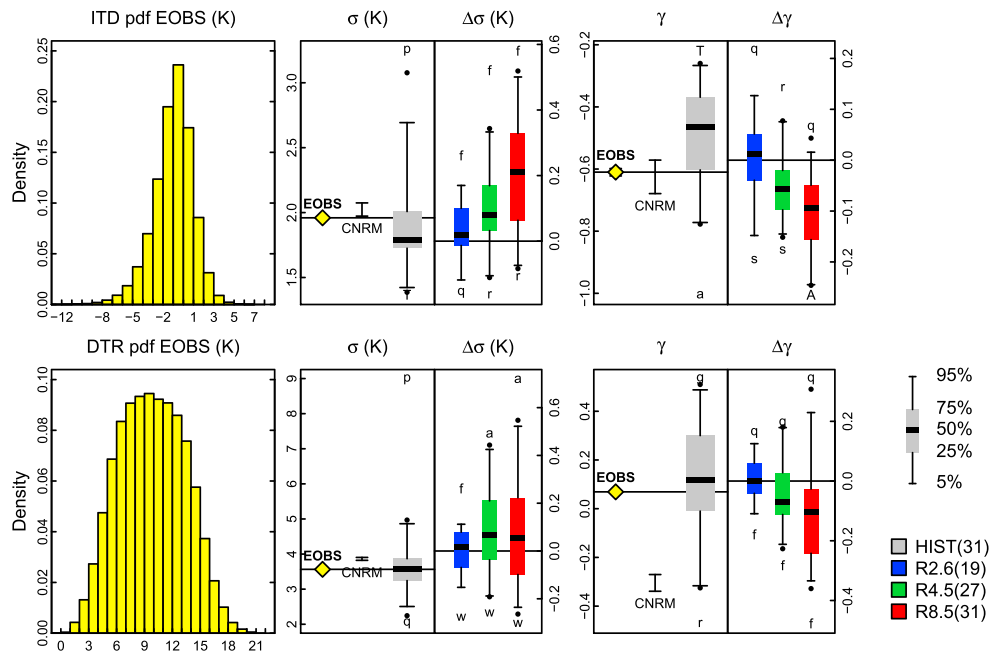 ITD pdf EOBS (K)
σ (K)
Δσ (K)
γ
Δγ
Density
0.00
0.05
0.10
0.15
0.20
0.25
−12
−8
−5
−2
1
3
5
7
1.5
2.0
2.5
3.0
EOBS
CNRM
p
r
f
q
f
r
f
r
0.0
0.2
0.4
0.6
−1.0
−0.8
−0.6
−0.4
−0.2
EOBS
CNRM
T
a
q
s
r
s
q
A
−0.2
−0.1
0.0
0.1
0.2
DTR pdf EOBS (K)
σ (K)
Δσ (K)
γ
Δγ
Density
0.00
0.02
0.04
0.06
0.08
0.10
0
3
6
9
12
15
18
21
2
3
4
5
6
7
8
9
EOBS
CNRM
p
q
f
w
a
w
a
w
−0.2
0.0
0.2
0.4
0.6
−0.4
−0.2
0.0
0.2
0.4
EOBS
CNRM
q
r
q
f
q
f
q
f
−0.4
−0.2
0.0
0.2
95%
75%
50%
25%
5%
HIST(31)
R2.6(19)
R4.5(27)
R8.5(31)